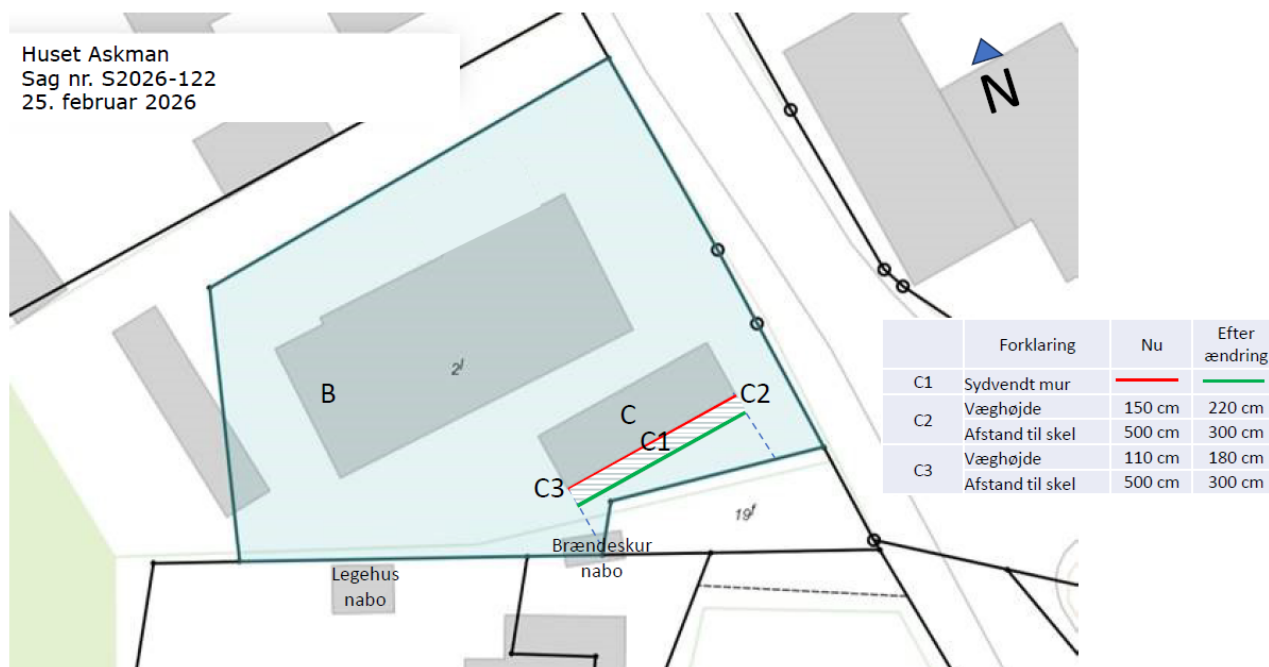 Huset Askman
Sag nr. S2026-122
25. februar 2026
N
B
2f
C
C2
C1
C3
19f
Brændeskur
nabo
Legehus
nabo
Forklaring Nu Efter ændring
C1 Sydvendt mur
C2 Væghøjde 150 cm 220 cm
Afstand til skel 500 cm 300 cm
C3 Væghøjde 110 cm 180 cm
Afstand til skel 500 cm 300 cm